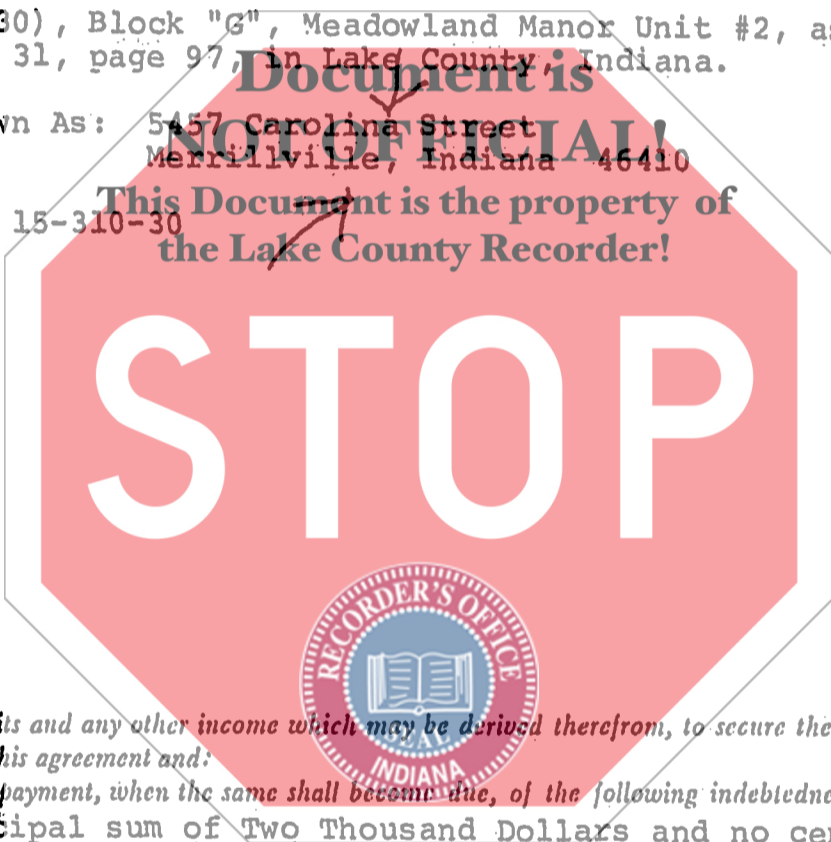 30), Block "G", Meadowland Manor Unit #2, as
31, page 97, in Lake County, Indiana.
Document is
wn As: 5457 Carolina Street
NOT OFFICIAL!
Merrillville, Indiana 46410
This Document is the property of
15-310-30
the Lake County Recorder!
STOP
RECORDER'S OFFICE
SEAL
INDIANA
its and any other income which may be derived therefrom, to secure the
his agreement and:
payment, when the same shall become due, of the following indebtedne
cipal sum of Two Thousand Dollars and no cen